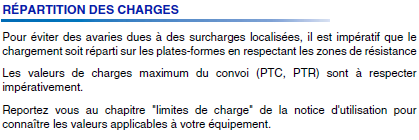 RÉPARTITION DES CHARGES
Pour éviter des avaries dues à des surcharges localisées, il est impératif que le
chargement soit réparti sur les plates-formes en respectant les zones de résistance
Les valeurs de charges maximum du convoi (PTC, PTR) sont à respecter
impérativement.
Reportez vous au chapitre "limites de charge" de la notice d'utilisation pour
connaître les valeurs applicables à votre équipement.